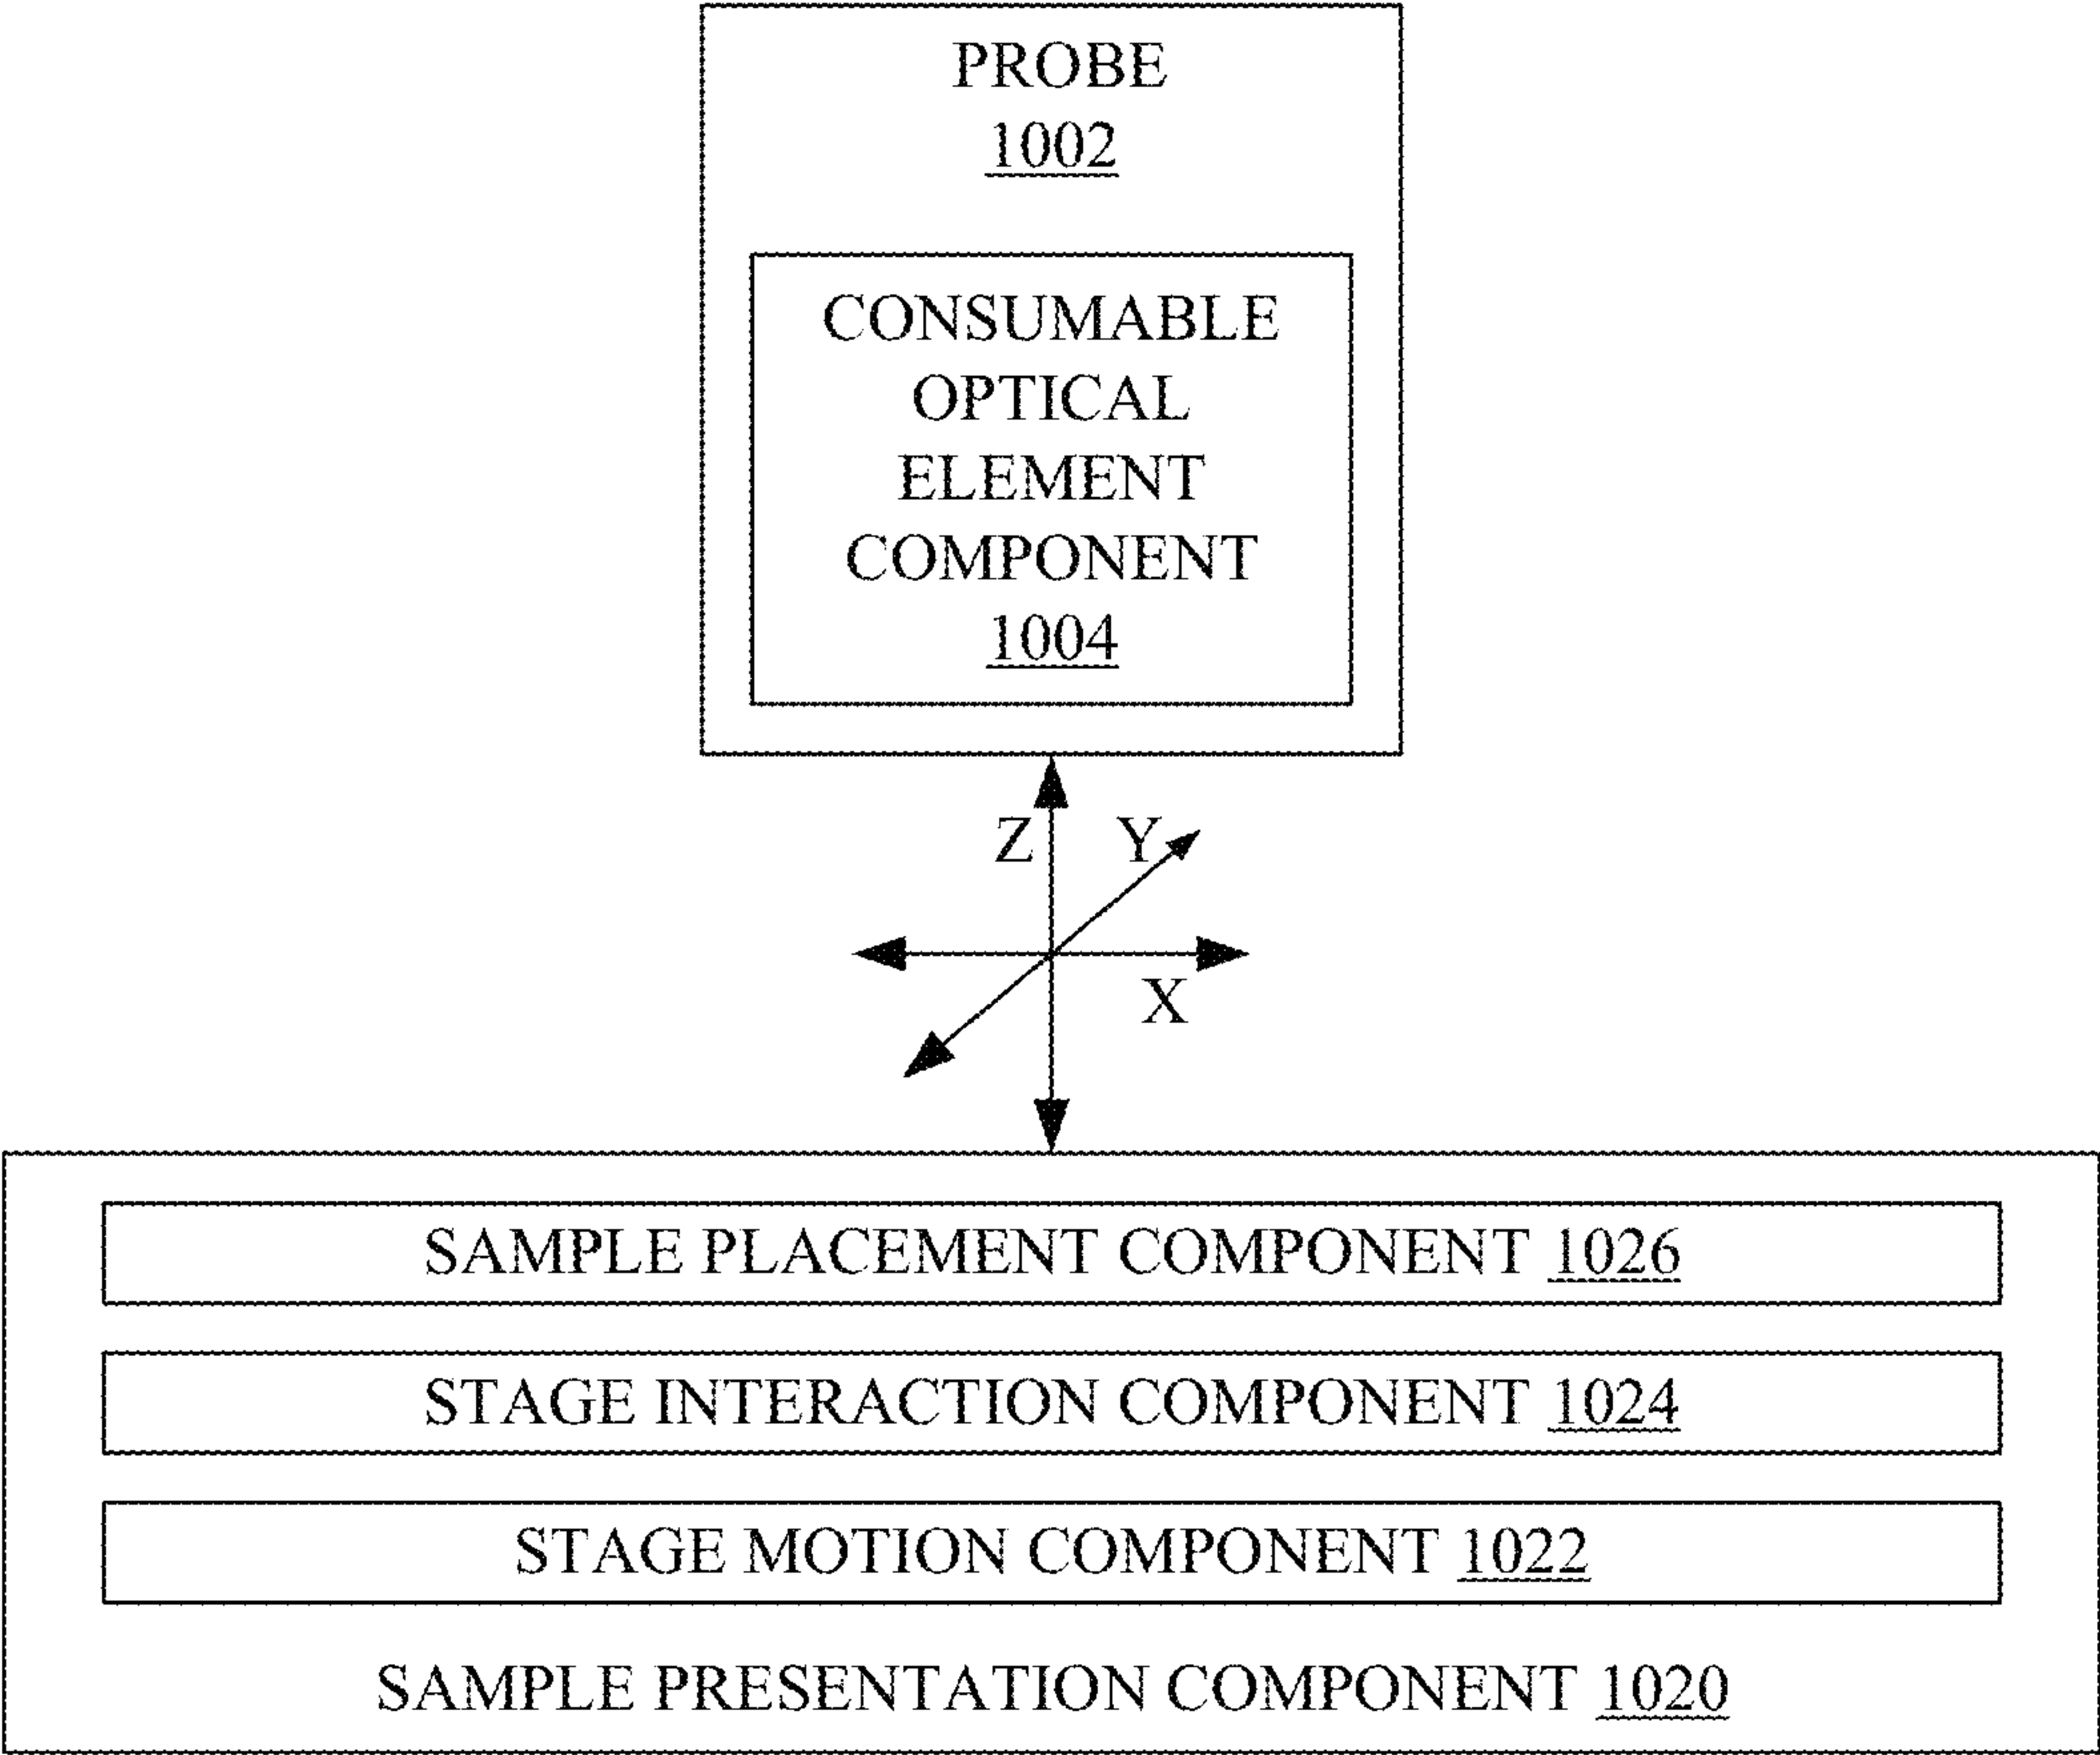 PROBE
1002
CONSUMABLE
OPTICAL
ELEMENT
COMPONENT
1004
Z Y
X
SAMPLE PLACEMENT COMPONENT 1026
STAGE INTERACTION COMPONENT 1024
STAGE MOTION COMPONENT 1022
SAMPLE PRESENTATION COMPONENT 1020